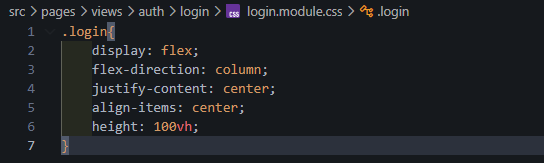 src > pages > views > auth > login > css login.module.css > .login
1 .login{
2 display: flex;
3 flex-direction: column;
4 justify-content: center;
5 align-items: center;
6 height: 100vh;
7 }